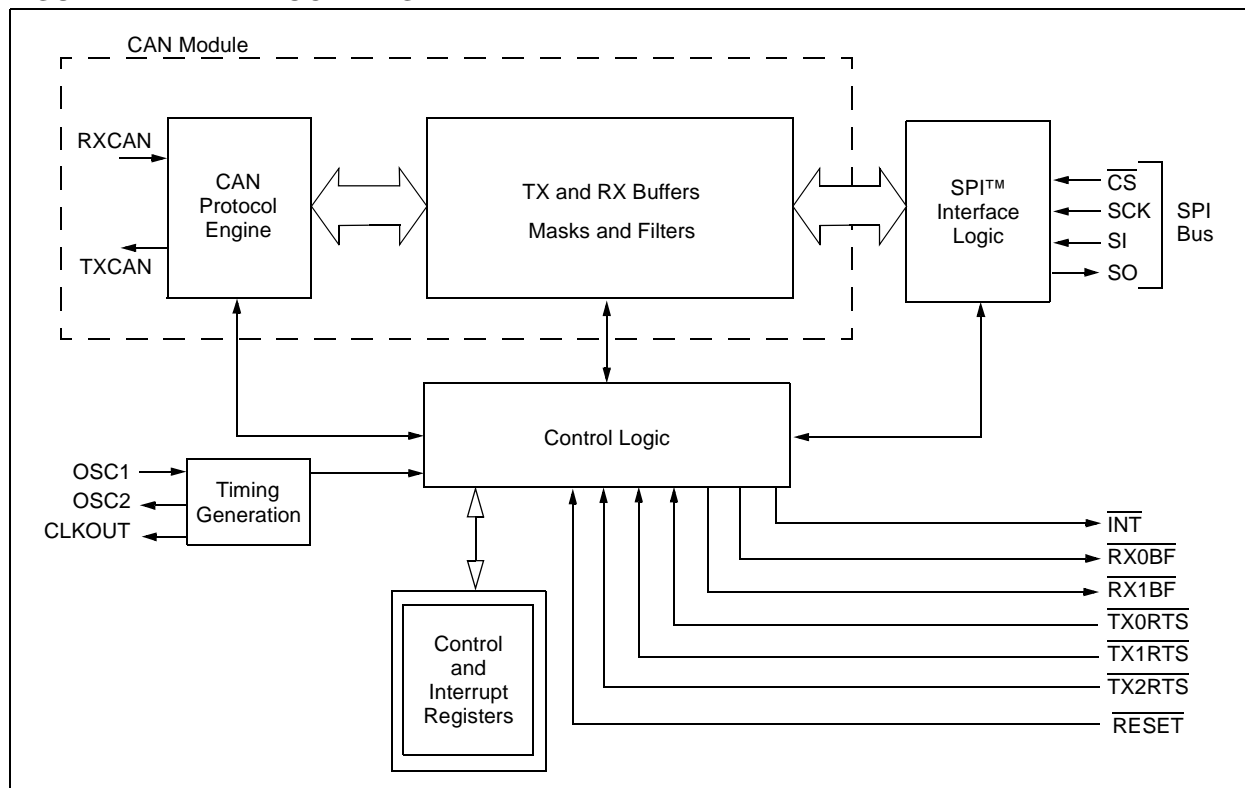 CAN Module
RXCAN
TXCAN
CAN
Protocol
Engine
TX and RX Buffers
Masks and Filters
SPI™
Interface
Logic
CS
SCK
SI
SO
SPI
Bus
Control Logic
OSC1
OSC2
CLKOUT
Timing
Generation
INT
RX0BF
RX1BF
TX0RTS
TX1RTS
TX2RTS
RESET
Control
and
Interrupt
Registers